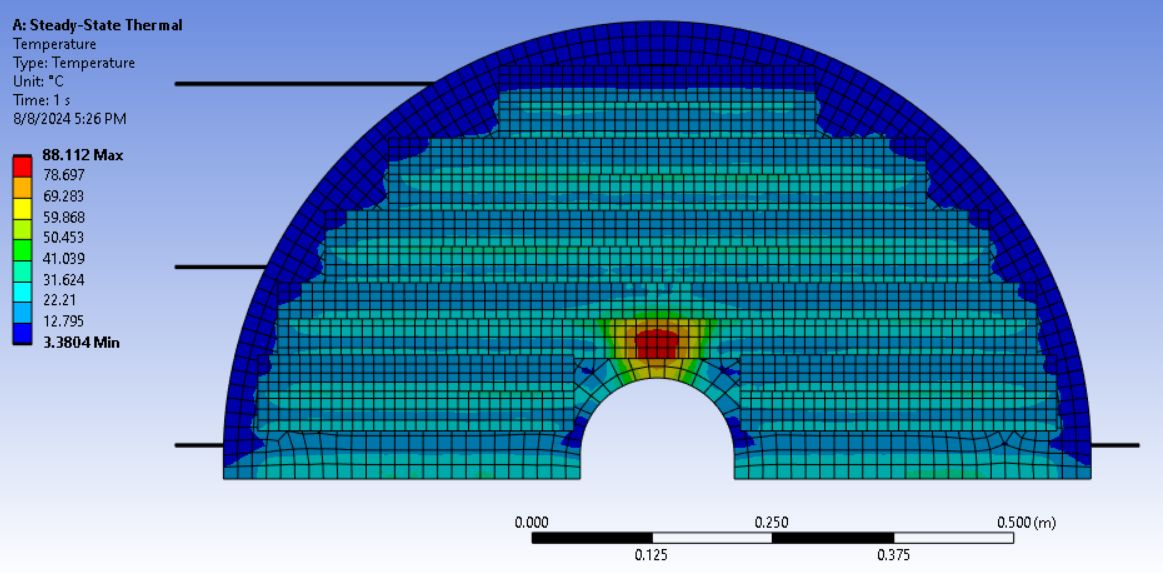 A: Steady-State Thermal
Temperature
Type: Temperature
Unit: °C
Time: 1 s
8/8/2024 5:26 PM
88.112 Max
78.697
69.283
59.868
50.453
41.039
31.624
22.21
12.795
3.3804 Min
0.000 0.250 0.500 (m)
0.125 0.375